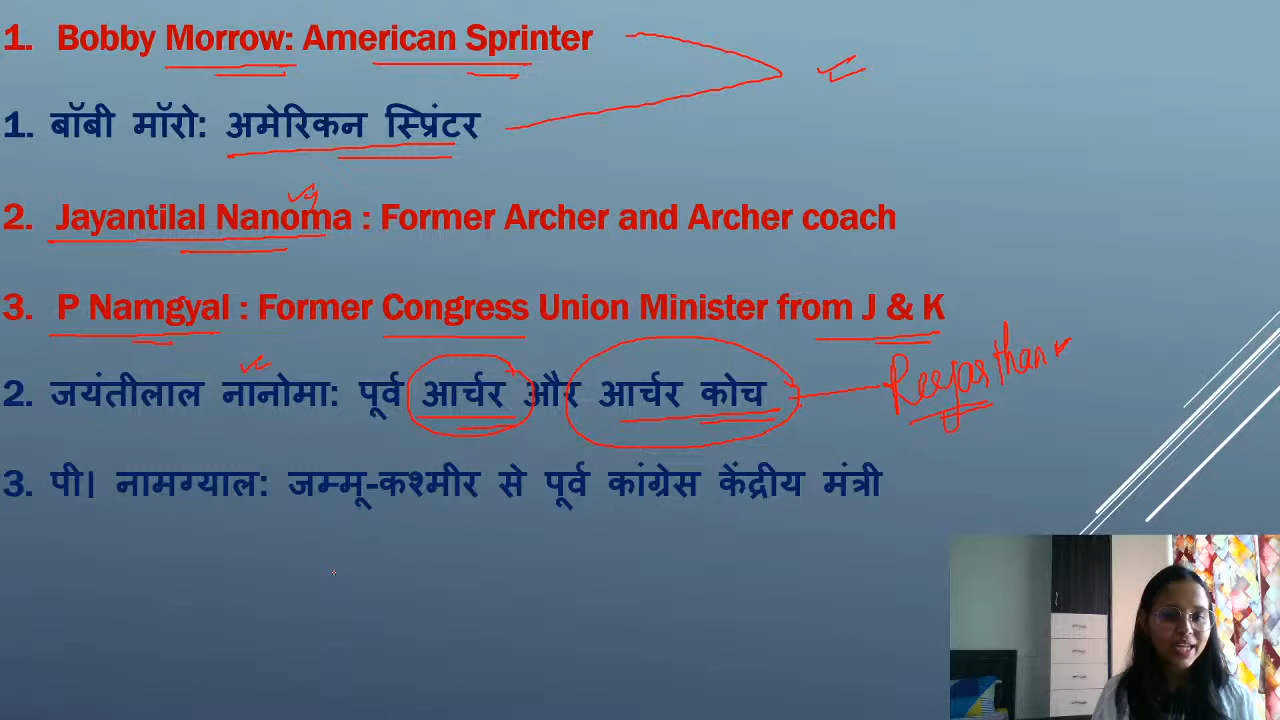 1. Bobby Morrow: American Sprinter
1. बॉबी मॉरो: अमेरिकन स्प्रिंटर
2. Jayantilal Nanoma : Former Archer and Archer coach
3. P Namgyal : Former Congress Union Minister from J & K
Rajasthan
2. जयंतीलाल नानोमा: पूर्व आर्चर और आर्चर कोच
3. पी। नामग्याल: जम्मू-कश्मीर से पूर्व कांग्रेस केंद्रीय मंत्री